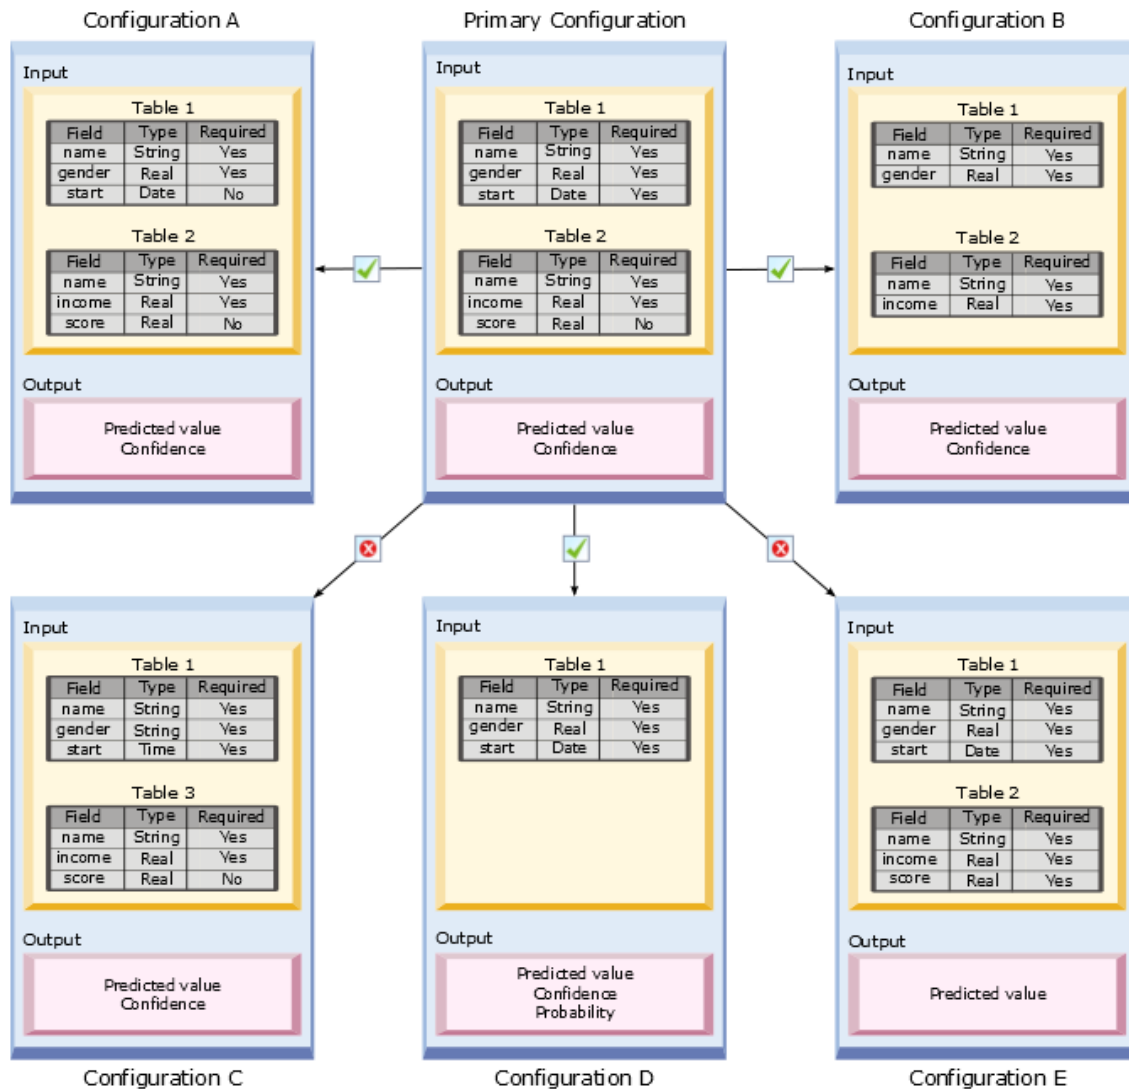 Configuration A
Primary Configuration
Configuration B
Input
Table 1
Field Type Required
name String Yes
gender Real Yes
start Date No
Table 2
Field Type Required
name String Yes
income Real Yes
score Real No
Output
Predicted value
Confidence
Input
Table 1
Field Type Required
name String Yes
gender Real Yes
start Date Yes
Table 2
Field Type Required
name String Yes
income Real Yes
score Real No
Output
Predicted value
Confidence
Input
Table 1
Field Type Required
name String Yes
gender Real Yes
Table 2
Field Type Required
name String Yes
income Real Yes
Output
Predicted value
Confidence
Input
Table 1
Field Type Required
name String Yes
gender String Yes
start Time Yes
Table 3
Field Type Required
name String Yes
income Real Yes
score Real No
Output
Predicted value
Confidence
Input
Table 1
Field Type Required
name String Yes
gender Real Yes
start Date Yes
Output
Predicted value
Confidence
Probability
Input
Table 1
Field Type Required
name String Yes
gender Real Yes
start Date Yes
Table 2
Field Type Required
name String Yes
income Real Yes
score Real Yes
Output
Predicted value
Configuration C
Configuration D
Configuration E